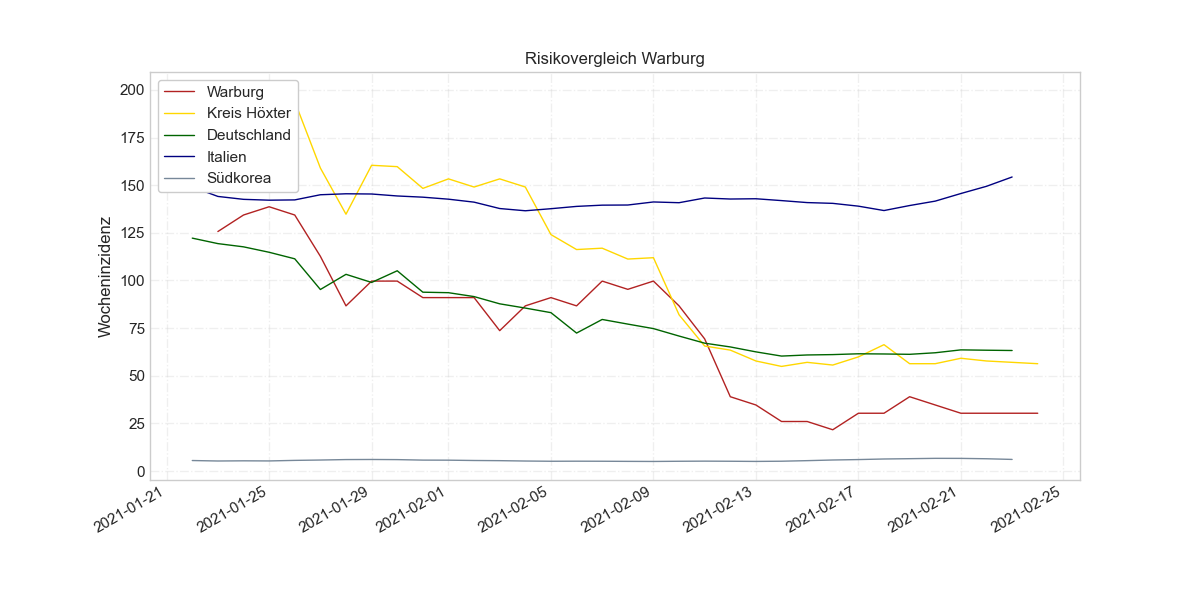 Risikovergleich Warburg
Warburg
Kreis Höxter
Deutschland
Italien
Südkorea
Wocheninzidenz
200
175
150
125
100
75
50
25
0
2021-01-21
2021-01-25
2021-01-29
2021-02-01
2021-02-05
2021-02-09
2021-02-13
2021-02-17
2021-02-21
2021-02-25